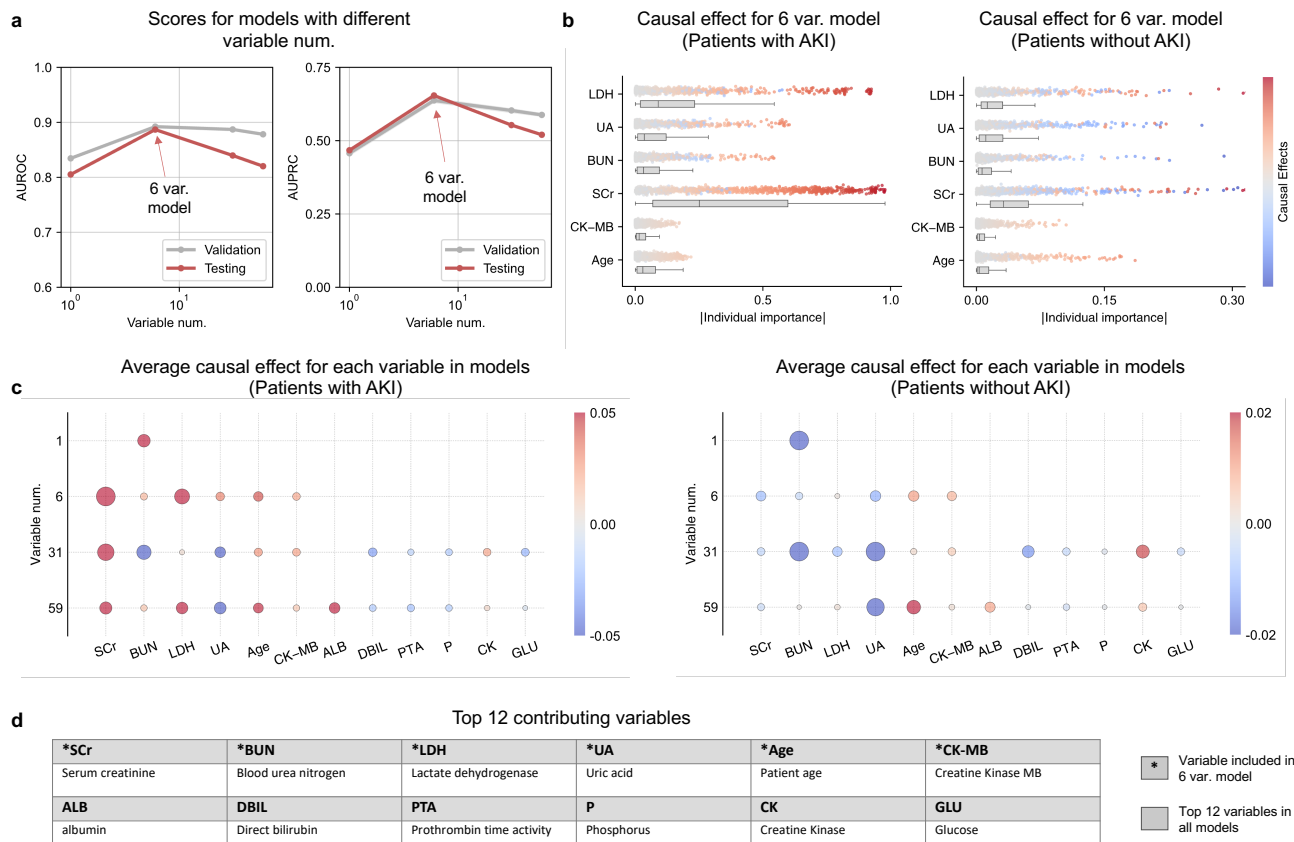 a
Scores for models with different
variable num.
1.0
0.9
0.8
0.7
0.6
AUROC
10⁰
10¹
Variable num.
6 var.
model
Validation
Testing
0.75
0.50
0.25
0.00
AUPRC
10⁰
10¹
Variable num.
6 var.
model
Validation
Testing
b
Causal effect for 6 var. model
(Patients with AKI)
LDH
UA
BUN
SCr
CK-MB
Age
0.0
0.5
1.0
|Individual importance|
Causal effect for 6 var. model
(Patients without AKI)
LDH
UA
BUN
SCr
CK-MB
Age
0.00
0.15
0.30
|Individual importance|
Causal Effects
c
Average causal effect for each variable in models
(Patients with AKI)
Variable num.
1
6
31
59
SCr BUN LDH UA Age CK-MB ALB DBIL PTA P CK GLU
0.05
0.00
-0.05
Average causal effect for each variable in models
(Patients without AKI)
Variable num.
1
6
31
59
SCr BUN LDH UA Age CK-MB ALB DBIL PTA P CK GLU
0.02
0.00
-0.02
d
Top 12 contributing variables
*SCr *BUN *LDH *UA *Age *CK-MB
Serum creatinine Blood urea nitrogen Lactate dehydrogenase Uric acid Patient age Creatine Kinase MB
ALB DBIL PTA P CK GLU
albumin Direct bilirubin Prothrombin time activity Phosphorus Creatine Kinase Glucose
* Variable included in
6 var. model
Top 12 variables in
all models